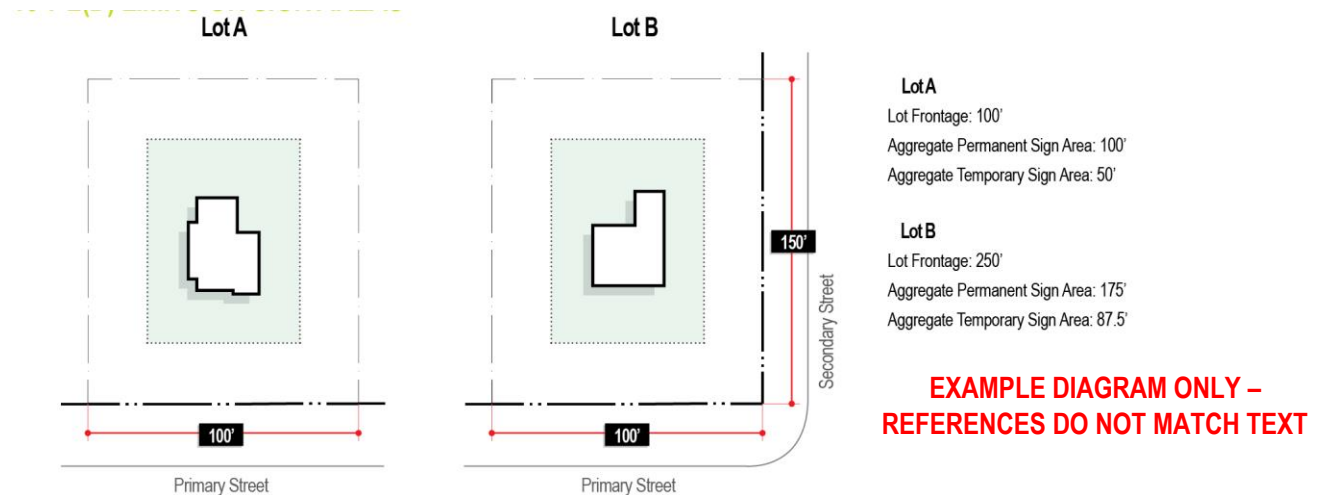 Lot A
Lot B
100'
Primary Street
150'
Secondary Street
100'
Primary Street
Lot A
Lot Frontage: 100'
Aggregate Permanent Sign Area: 100'
Aggregate Temporary Sign Area: 50'
Lot B
Lot Frontage: 250'
Aggregate Permanent Sign Area: 175'
Aggregate Temporary Sign Area: 87.5'
EXAMPLE DIAGRAM ONLY –
REFERENCES DO NOT MATCH TEXT